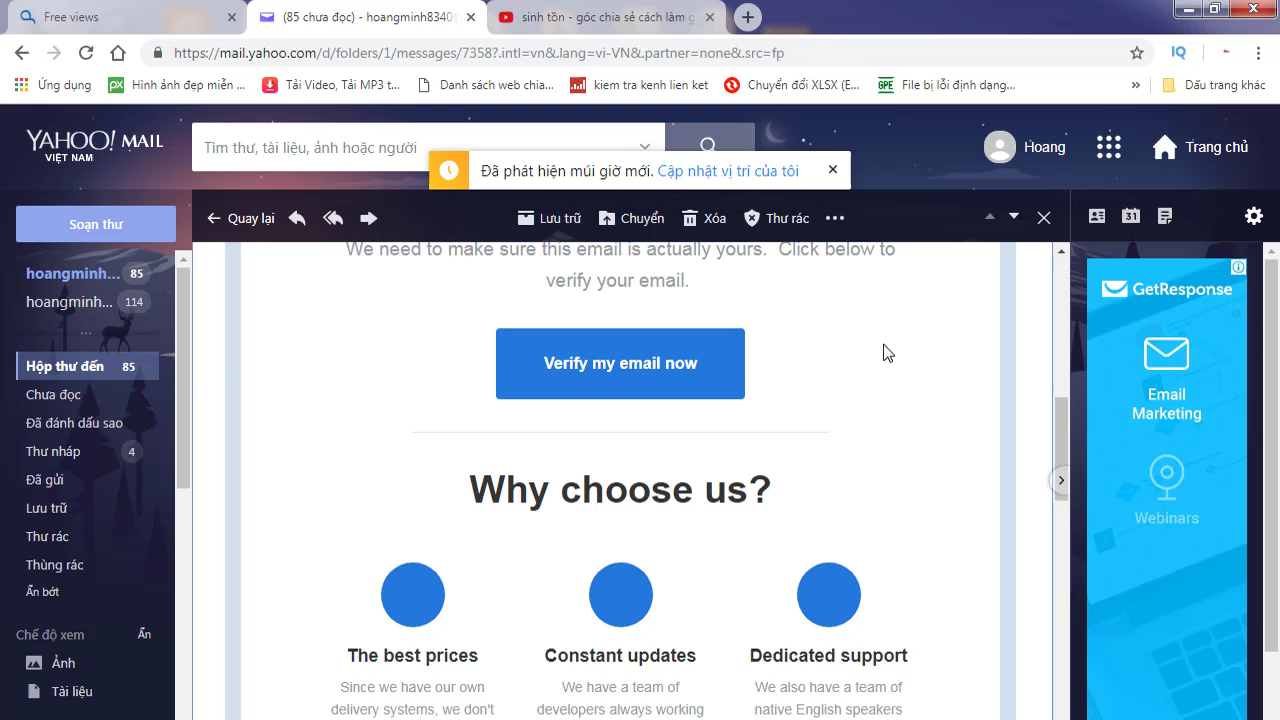 Free views
(85 chưa đọc) - hoangminh8340
sinh tồn - góc chia sẻ cách làm g
https://mail.yahoo.com/d/folders/1/messages/7358?.intl=vn&.lang=vi-VN&.partner=none&.src=fp
IQ
Ứng dụng
px
Hình ảnh đẹp miễn ...
Tải Video, Tải MP3 t...
Danh sách web chia...
kiem tra kenh lien ket
Chuyển đổi XLSX (E...
GPE
File bị lỗi định dạng...
»
Dấu trang khác
YAHOO! MAIL
VIỆT NAM
Tìm thư, tài liệu, ảnh hoặc người
Hoang
Trang chủ
Đã phát hiện múi giờ mới. Cập nhật vị trí của tôi
Soạn thư
Quay lại
Lưu trữ
Chuyển
Xóa
Thư rác
31
hoangminh... 85
hoangminh... 114
...
Hộp thư đến 85
Chưa đọc
Đã đánh dấu sao
Thư nháp 4
Đã gửi
Lưu trữ
Thư rác
Thùng rác
Ẩn bớt
Chế độ xem Ẩn
Ảnh
Tài liệu
We need to make sure this email is actually yours. Click below to
verify your email.
Verify my email now
Why choose us?
The best prices
Since we have our own
delivery systems, we don't
Constant updates
We have a team of
developers always working
Dedicated support
We also have a team of
native English speakers
GetResponse
Email
Marketing
Webinars